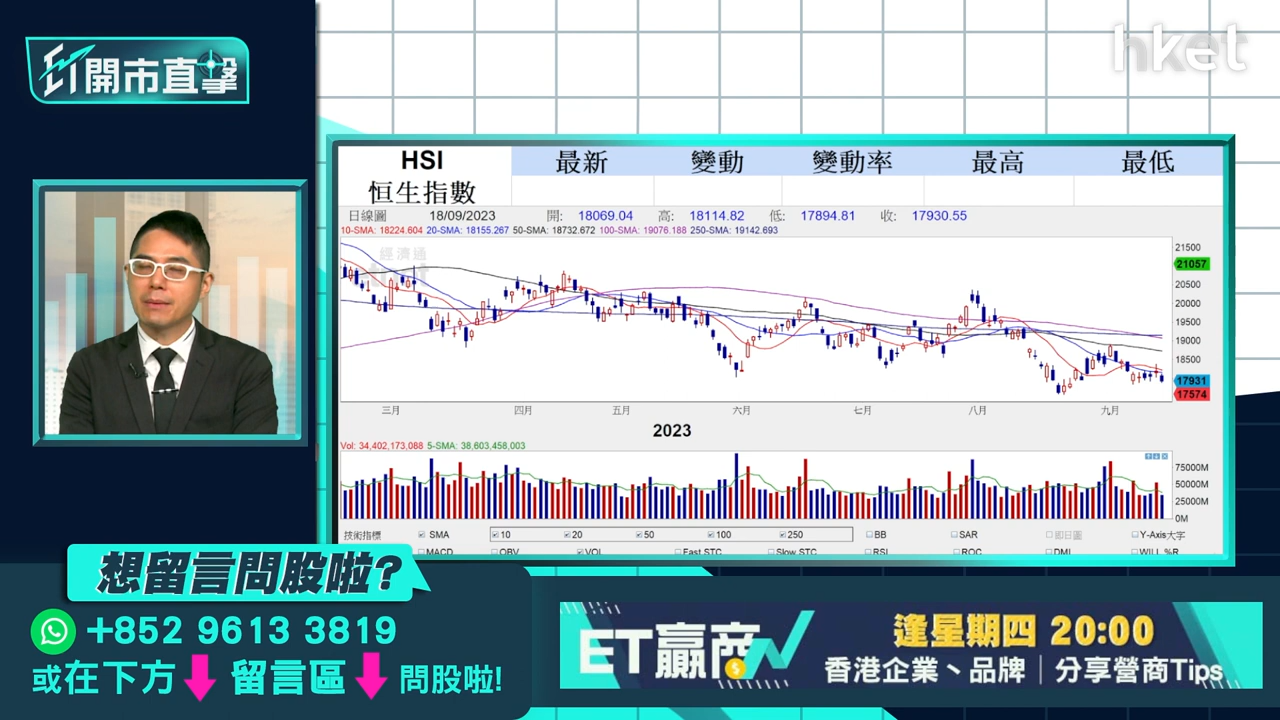 ET開市直擊
hket
HSI 最新 變動 變動率 最高 最低
恒生指數
日線圖 18/09/2023 開: 18069.04 高: 18114.82 低: 17894.81 收: 17930.55
10-SMA: 18224.604 20-SMA: 18155.267 50-SMA: 18732.672 100-SMA: 19076.188 250-SMA: 19142.693
經濟通
21500
21057
20500
20000
19500
19000
18500
17931
17574
三月 四月 五月 六月 七月 八月 九月
2023
Vol: 34,402,173,088 5-SMA: 38,603,458,003
75000M
50000M
25000M
0M
技術指標 SMA 10 20 50 100 250 BB SAR 即日圖 Y-Axis大字
MACD OBV VOL Fast STC Slow STC RSI ROC DMI WILL %R
想留言問股啦?
+852 9613 3819
或在下方 留言區 問股啦!
ET贏商
逢星期四 20:00
香港企業、品牌｜分享營商Tips